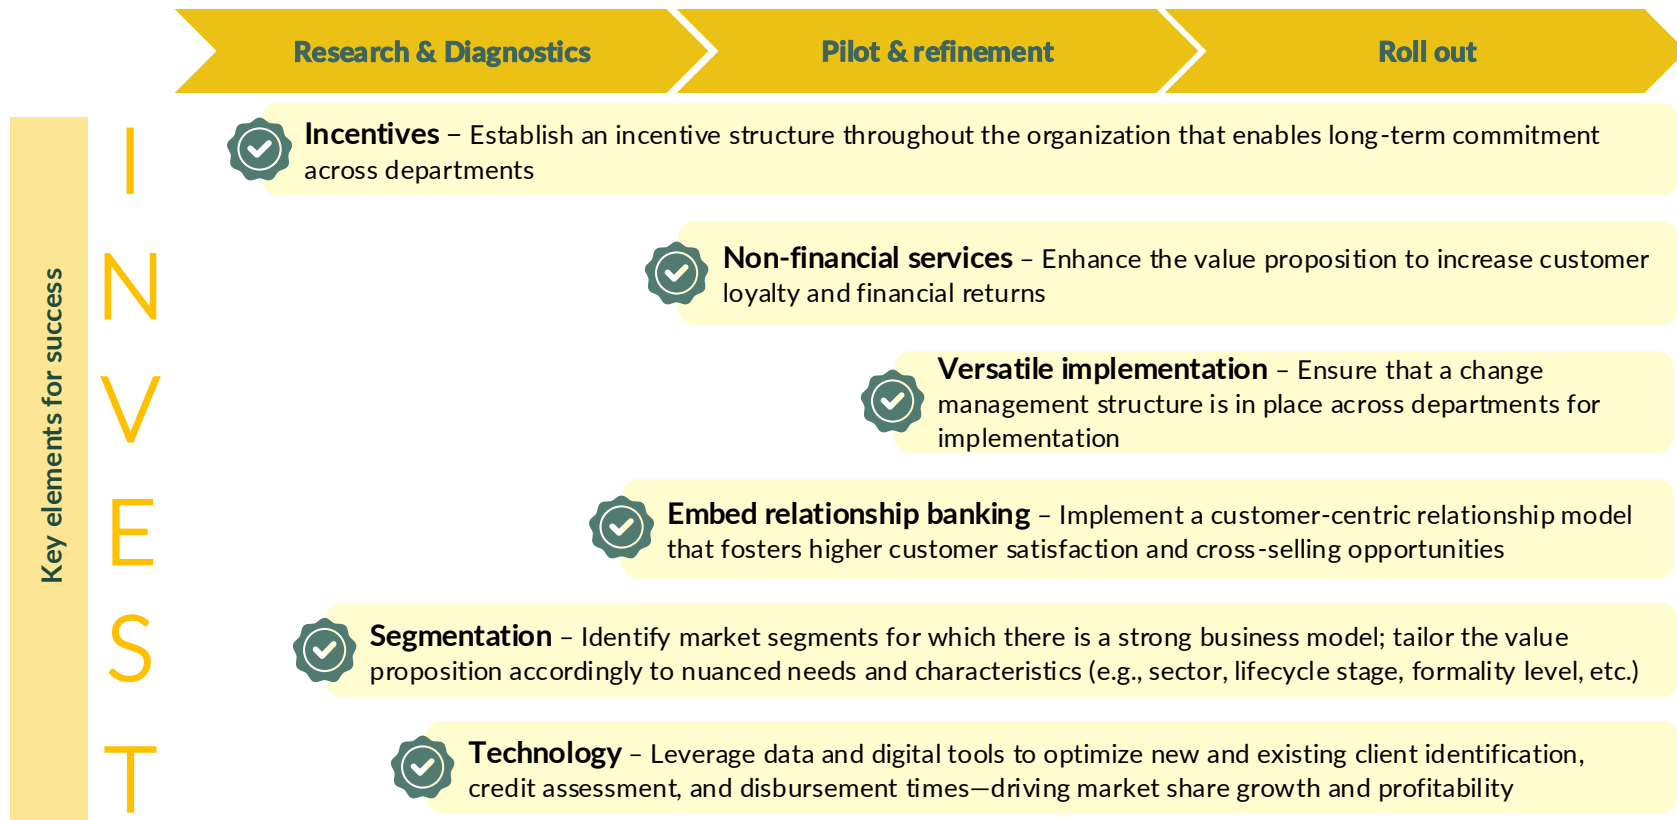 Research & Diagnostics
Pilot & refinement
Roll out
Key elements for success
I
Incentives – Establish an incentive structure throughout the organization that enables long-term commitment
across departments
N
Non-financial services – Enhance the value proposition to increase customer
loyalty and financial returns
V
Versatile implementation – Ensure that a change
management structure is in place across departments for
implementation
E
Embed relationship banking – Implement a customer-centric relationship model
that fosters higher customer satisfaction and cross-selling opportunities
S
Segmentation – Identify market segments for which there is a strong business model; tailor the value
proposition accordingly to nuanced needs and characteristics (e.g., sector, lifecycle stage, formality level, etc.)
T
Technology – Leverage data and digital tools to optimize new and existing client identification,
credit assessment, and disbursement times—driving market share growth and profitability